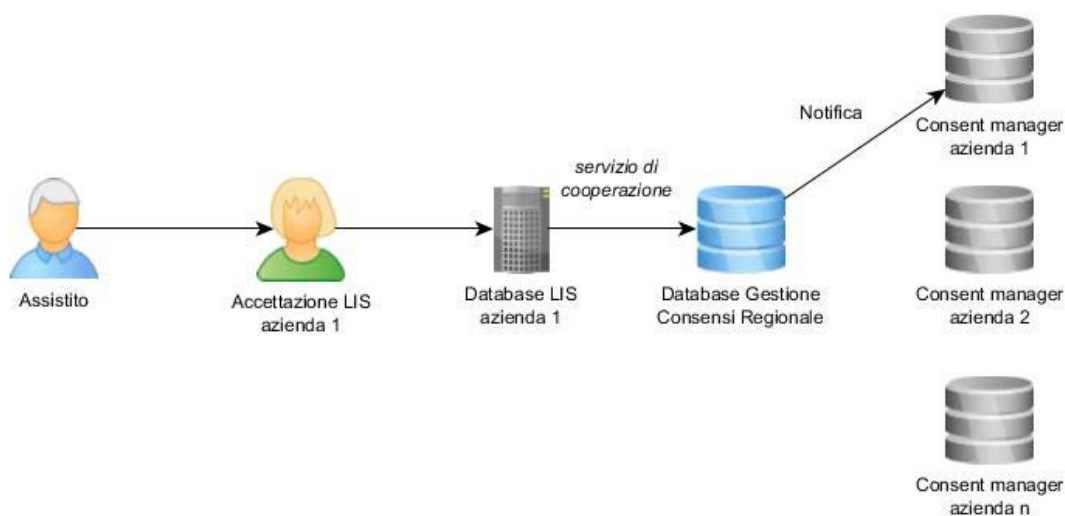 Notifica
Consent manager
azienda 1
servizio di
cooperazione
Assistito
Accettazione LIS
azienda 1
Database LIS
azienda 1
Database Gestione
Consensi Regionale
Consent manager
azienda 2
Consent manager
azienda n